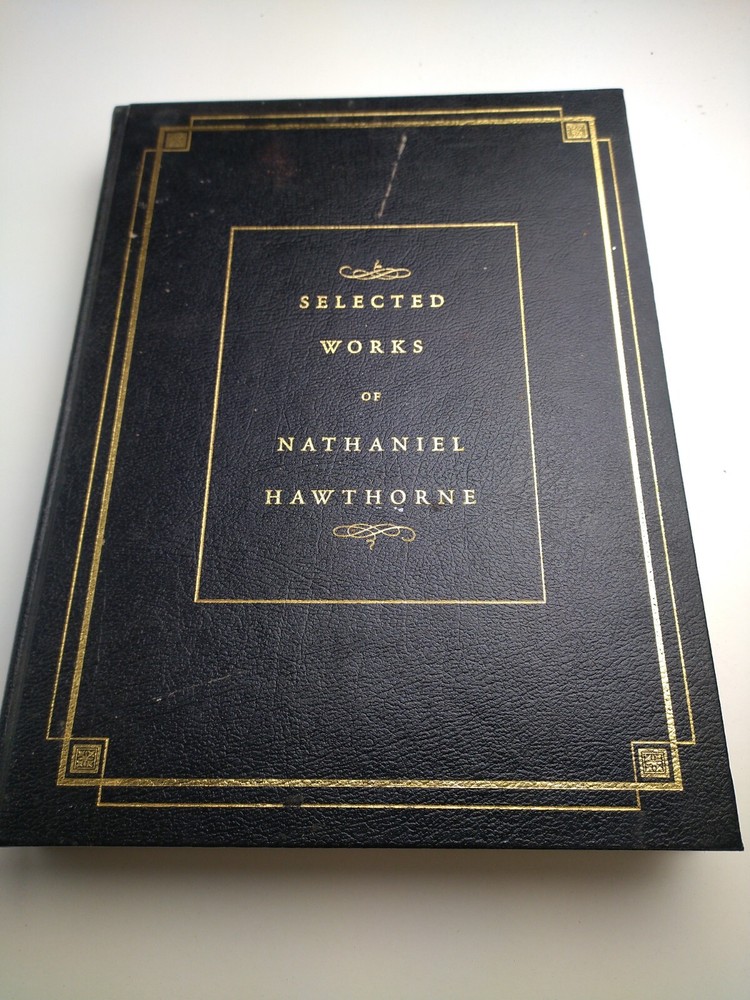 SELECTED
WORKS
OF
NATHANIEL
HAWTHORNE